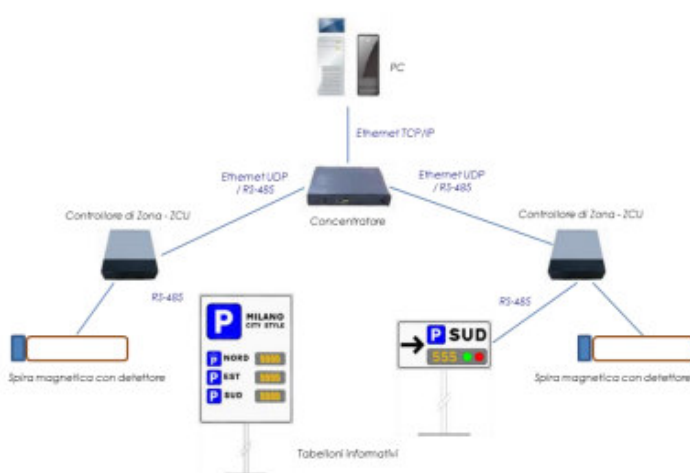 PC
Ethernet TCP/IP
Ethernet UDP
/ RS-485
Ethernet UDP
/ RS-485
Controllore di Zona - ZCU
Concentratore
Controllore di Zona - ZCU
RS-485
RS-485
P MILANO
CITY STYLE
P NORD 5555
P EST 5555
P SUD 5555
P SUD
555
Spira magnetica con detettore
Spira magnetica con detettore
Tabelloni informativi